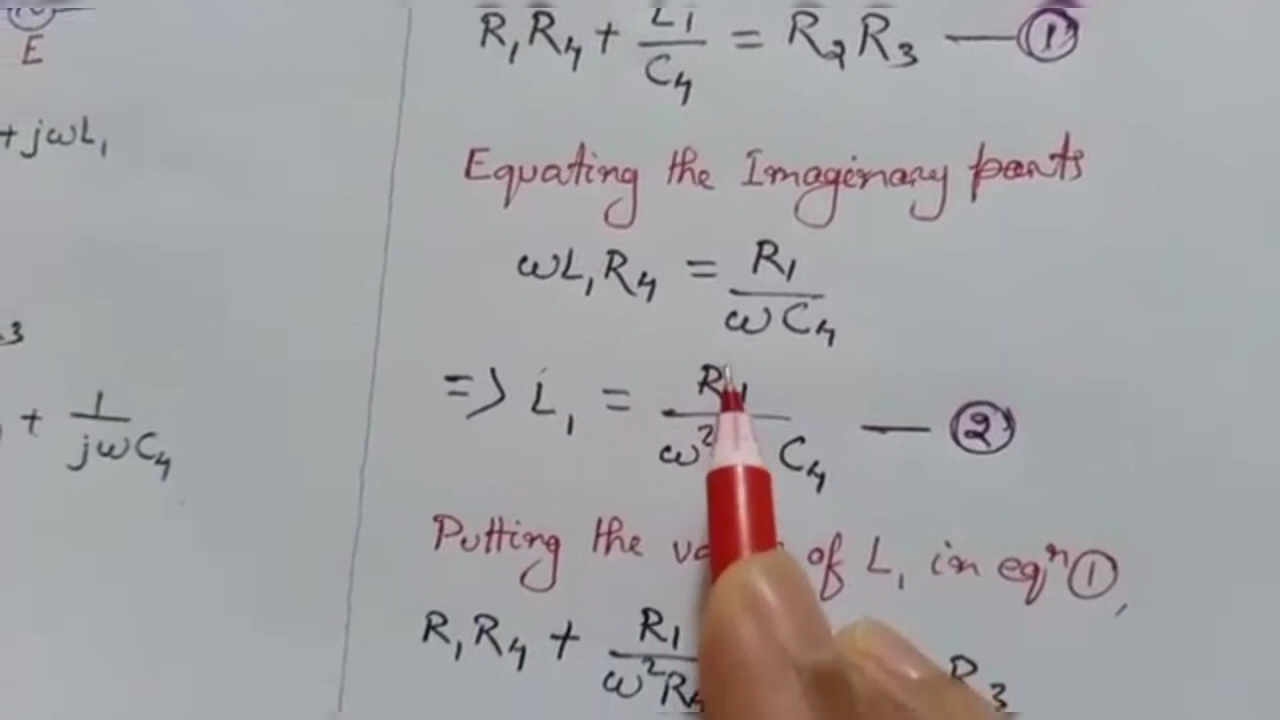 E
+ jωL₁
3
+ 1/jωC₄
R₁R₄ + L₁/C₄ = R₂R₃ — ①
Equating the Imaginary parts
ωL₁R₄ = R₁/ωC₄
=> L₁ = R₁/ω² C₄ — ②
Putting the of L₁ in eqⁿ ①,
R₁R₄ + R₁/ω²R₄ R₃